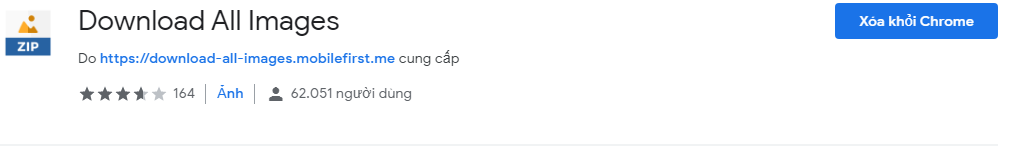 Download All Images
Xóa khỏi Chrome
ZIP
Do https://download-all-images.mobilefirst.me cung cấp
164 Ảnh 62.051 người dùng